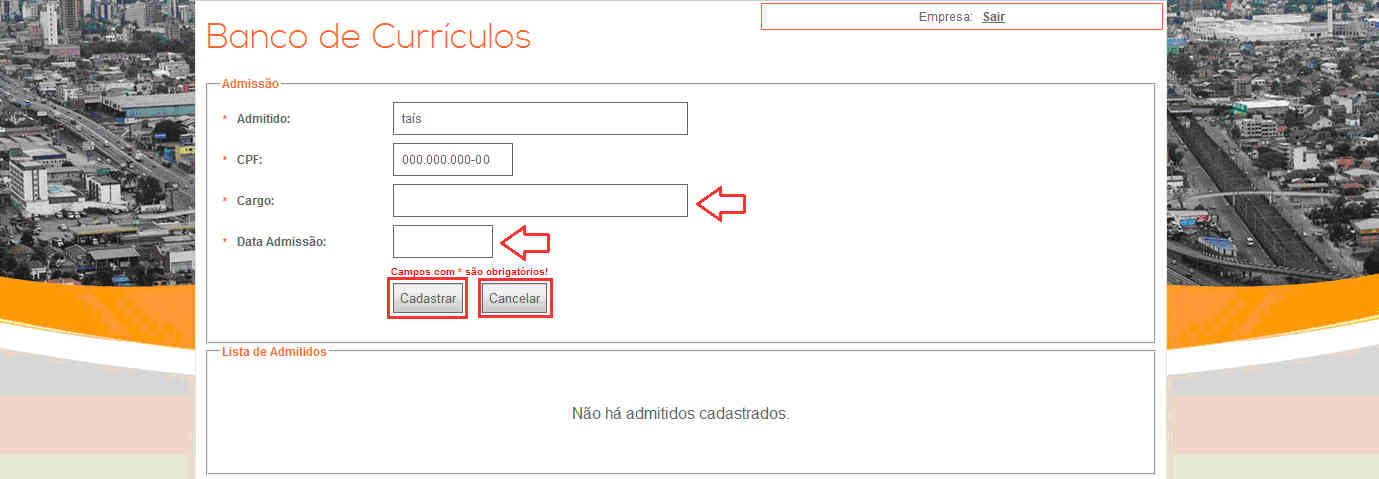 Empresa: Sair
Banco de Currículos
Admissão
* Admitido: taís
* CPF: 000.000.000-00
* Cargo:
* Data Admissão:
Campos com * são obrigatórios!
Cadastrar Cancelar
Lista de Admitidos
Não há admitidos cadastrados.